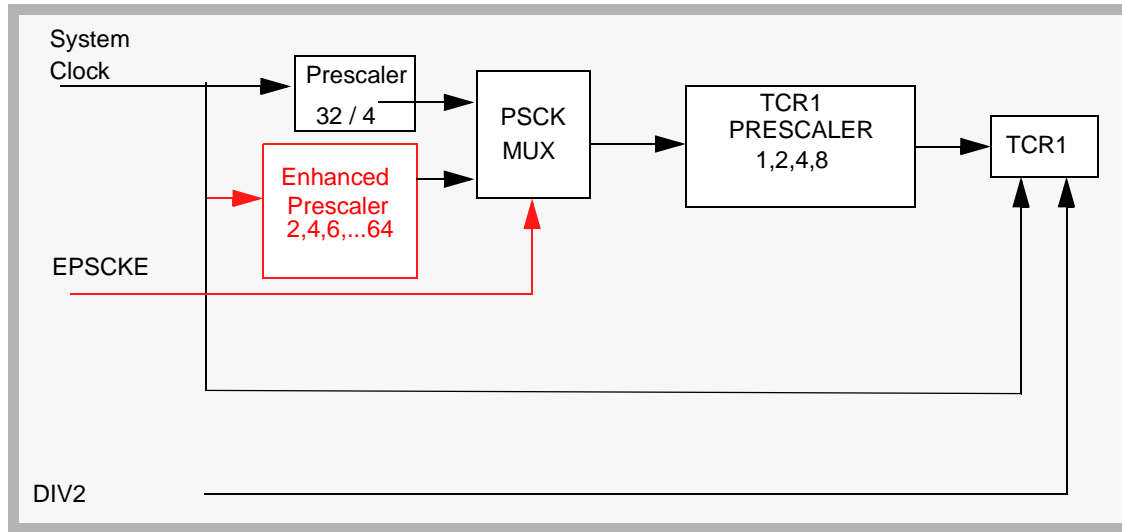 System
Clock
Prescaler
32 / 4
PSCK
MUX
TCR1
PRESCALER
1,2,4,8
TCR1
Enhanced
Prescaler
2,4,6,...64
EPSCKE
DIV2